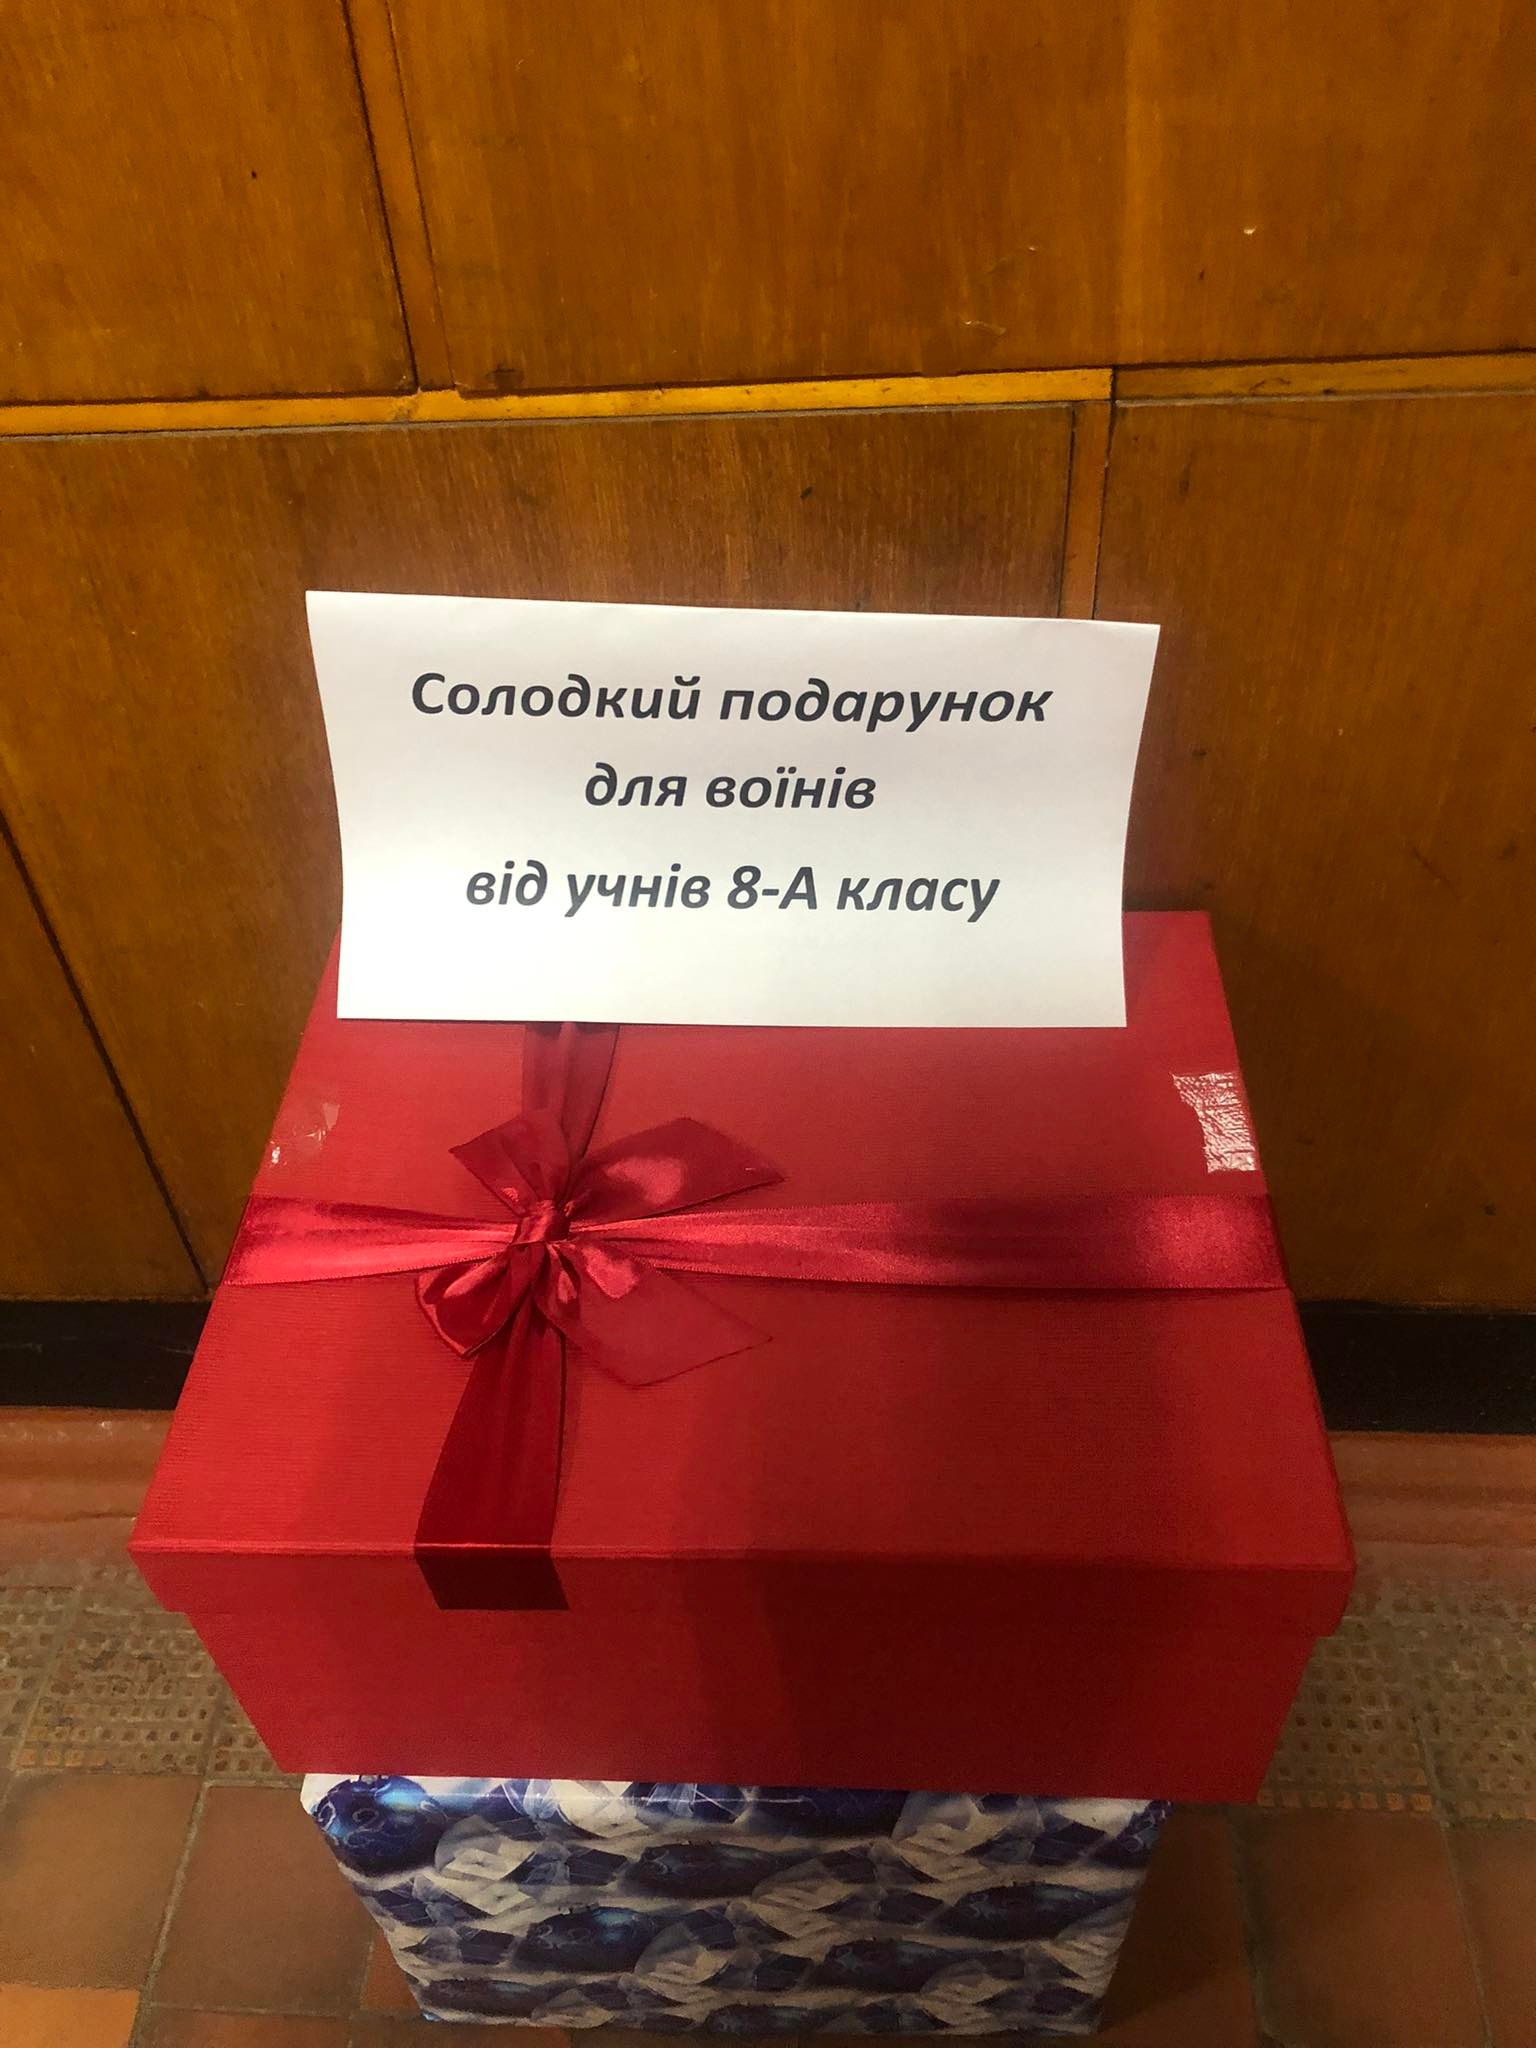 Солодкий подарунок
для воїнів
від учнів 8-А класу